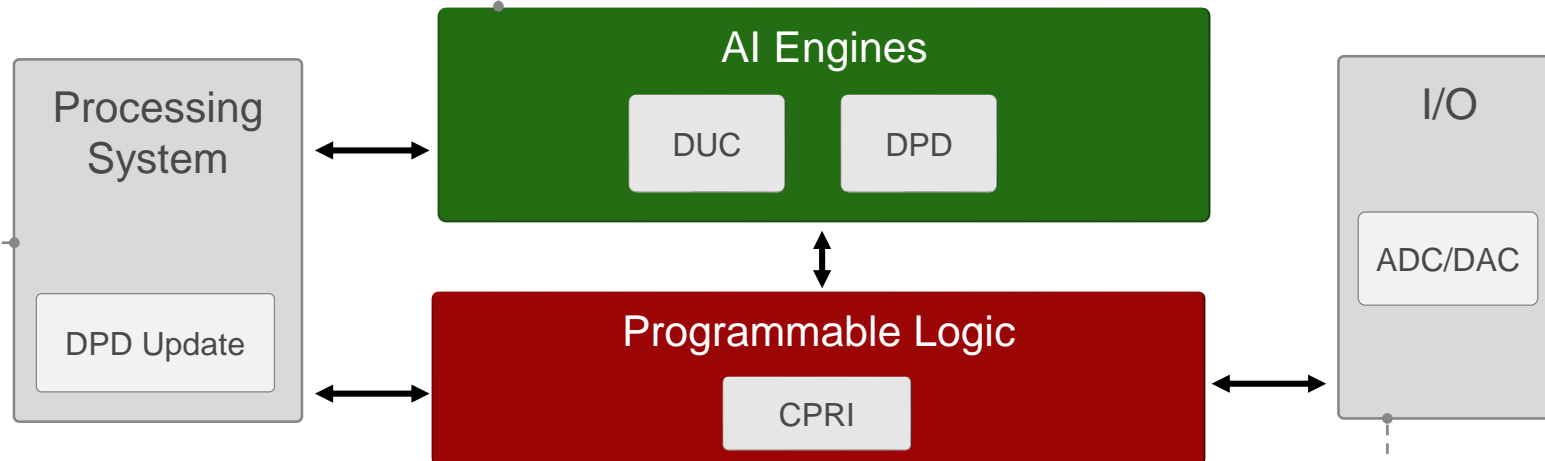 Processing
System
DPD Update
AI Engines
DUC
DPD
Programmable Logic
CPRI
I/O
ADC/DAC